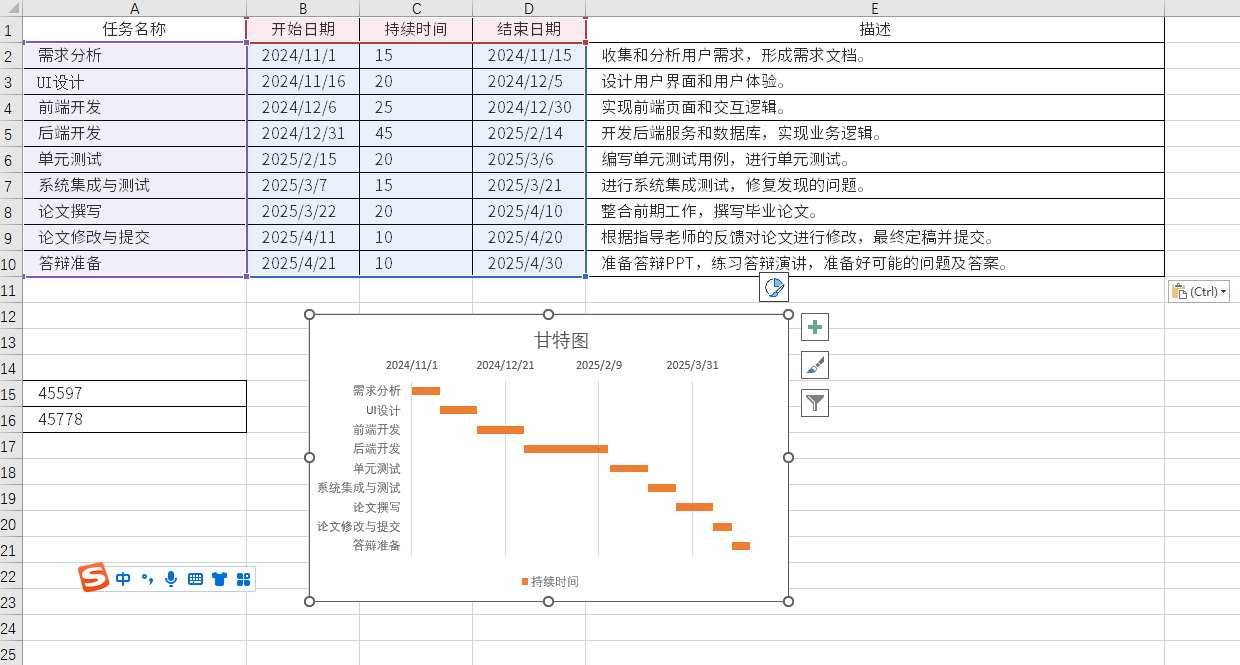 A B C D E
1 任务名称 开始日期 持续时间 结束日期 描述
2 需求分析 2024/11/1 15 2024/11/15 收集和分析用户需求，形成需求文档。
3 UI设计 2024/11/16 20 2024/12/5 设计用户界面和用户体验。
4 前端开发 2024/12/6 25 2024/12/30 实现前端页面和交互逻辑。
5 后端开发 2024/12/31 45 2025/2/14 开发后端服务和数据库，实现业务逻辑。
6 单元测试 2025/2/15 20 2025/3/6 编写单元测试用例，进行单元测试。
7 系统集成与测试 2025/3/7 15 2025/3/21 进行系统集成测试，修复发现的问题。
8 论文撰写 2025/3/22 20 2025/4/10 整合前期工作，撰写毕业论文。
9 论文修改与提交 2025/4/11 10 2025/4/20 根据指导老师的反馈对论文进行修改，最终定稿并提交。
10 答辩准备 2025/4/21 10 2025/4/30 准备答辩PPT，练习答辩演讲，准备好可能的问题及答案。
11 (Ctrl)
12
13 甘特图
14 2024/11/1 2024/12/21 2025/2/9 2025/3/31
15 45597 需求分析
16 45778 UI设计
前端开发
17 后端开发
18 单元测试
19 系统集成与测试
论文撰写
20 论文修改与提交
21 答辩准备
22 中 持续时间
23
24
25